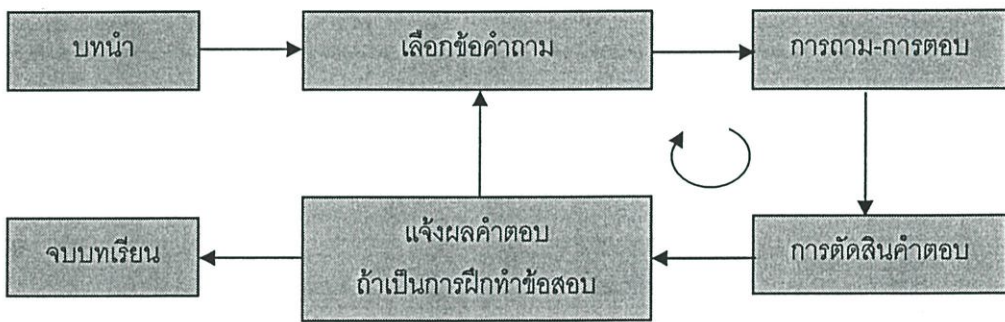 บทนำ
เลือกข้อคำถาม
การถาม-การตอบ
จบบทเรียน
แจ้งผลคำตอบ
ถ้าเป็นการฝึกทำข้อสอบ
การตัดสินคำตอบ